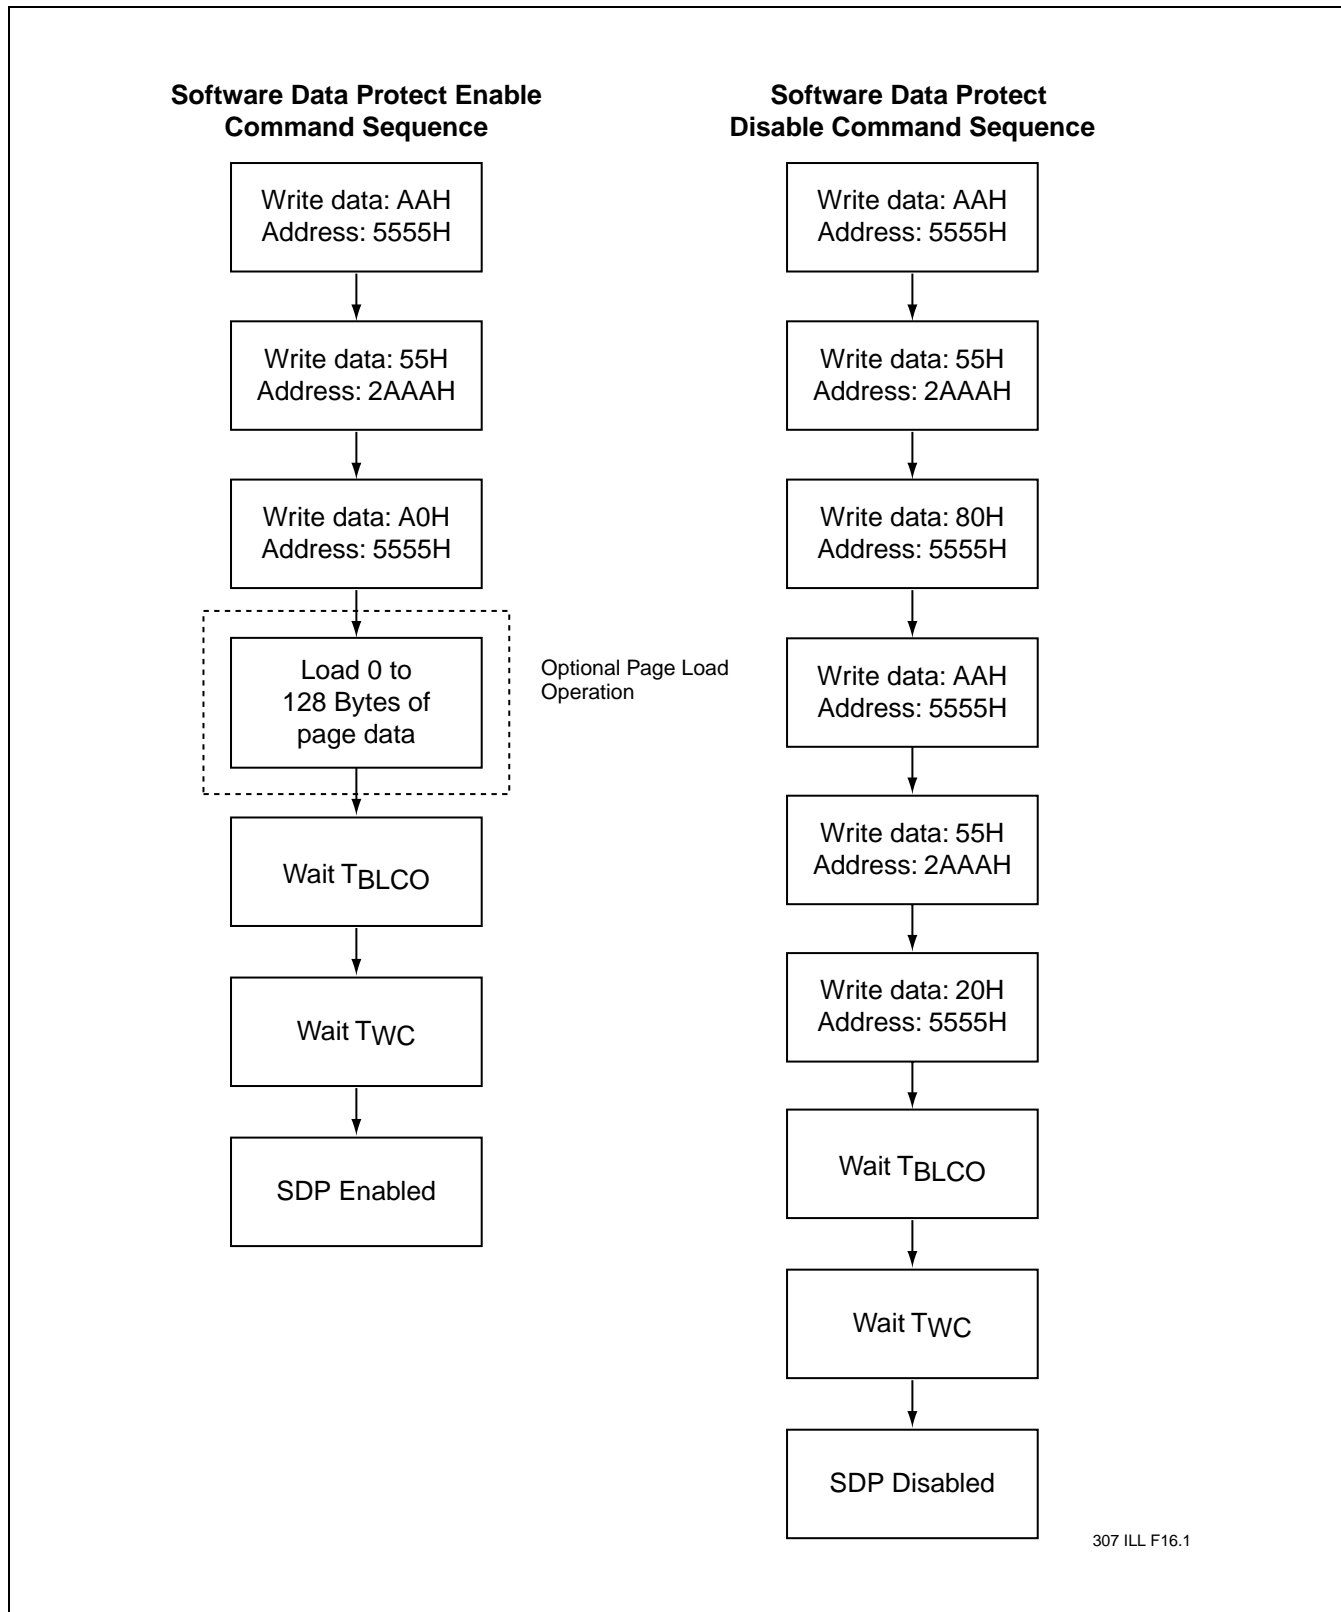 Software Data Protect Enable
Command Sequence
Write data: AAH
Address: 5555H
Write data: 55H
Address: 2AAAH
Write data: A0H
Address: 5555H
Load 0 to
128 Bytes of
page data
Optional Page Load
Operation
Wait TBLCO
Wait TWC
SDP Enabled
Software Data Protect
Disable Command Sequence
Write data: AAH
Address: 5555H
Write data: 55H
Address: 2AAAH
Write data: 80H
Address: 5555H
Write data: AAH
Address: 5555H
Write data: 55H
Address: 2AAAH
Write data: 20H
Address: 5555H
Wait TBLCO
Wait TWC
SDP Disabled
307 ILL F16.1